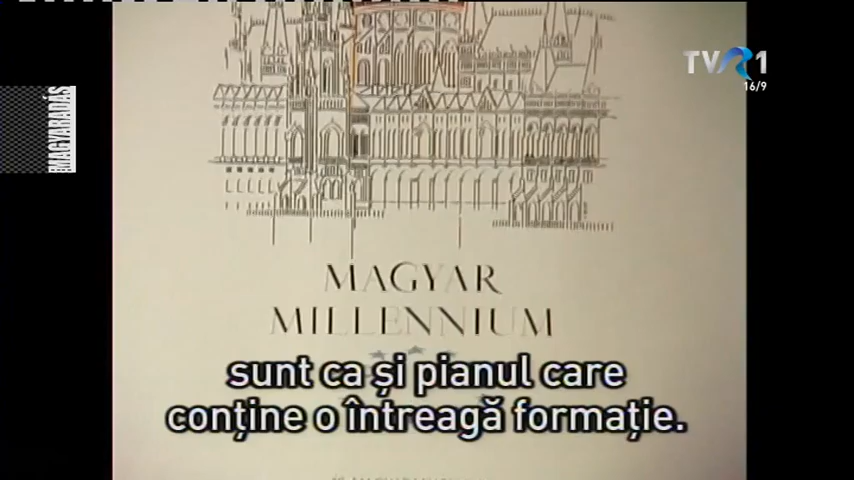 TVR1
16/9
MAGYARADÁS
MAGYAR
MILLENNIUM
sunt ca și pianul care
conține o întreagă formație.